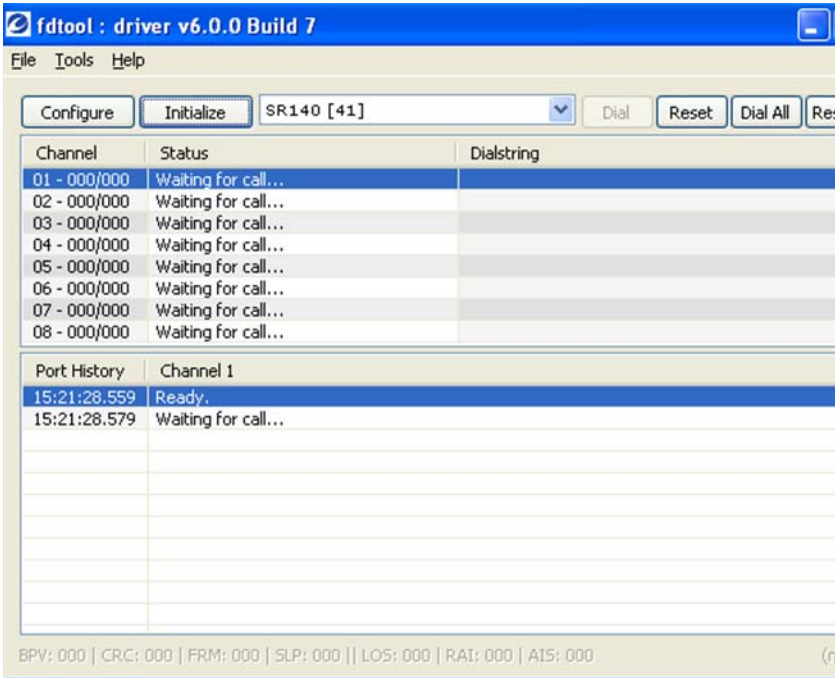 fdtool : driver v6.0.0 Build 7
File Tools Help
Configure Initialize SR140 [41] Dial Reset Dial All
Channel Status Dialstring
01 - 000/000 Waiting for call...
02 - 000/000 Waiting for call...
03 - 000/000 Waiting for call...
04 - 000/000 Waiting for call...
05 - 000/000 Waiting for call...
06 - 000/000 Waiting for call...
07 - 000/000 Waiting for call...
08 - 000/000 Waiting for call...
Port History Channel 1
15:21:28.559 Ready.
15:21:28.579 Waiting for call...
BPV: 000 | CRC: 000 | FRM: 000 | SLP: 000 || LOS: 000 | RAI: 000 | AIS: 000